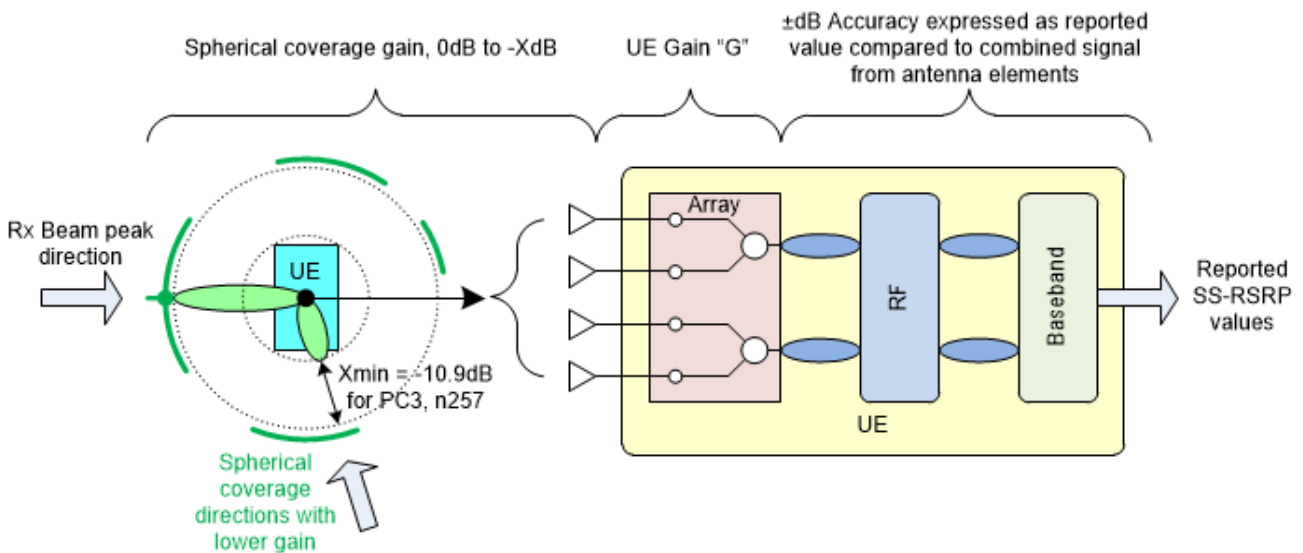 Spherical coverage gain, 0dB to -XdB
UE Gain “G”
±dB Accuracy expressed as reported
value compared to combined signal
from antenna elements
Rx Beam peak
direction
UE
Xmin = -10.9dB
for PC3, n257
Spherical
coverage
directions with
lower gain
Array
RF
Baseband
UE
Reported
SS-RSRP
values